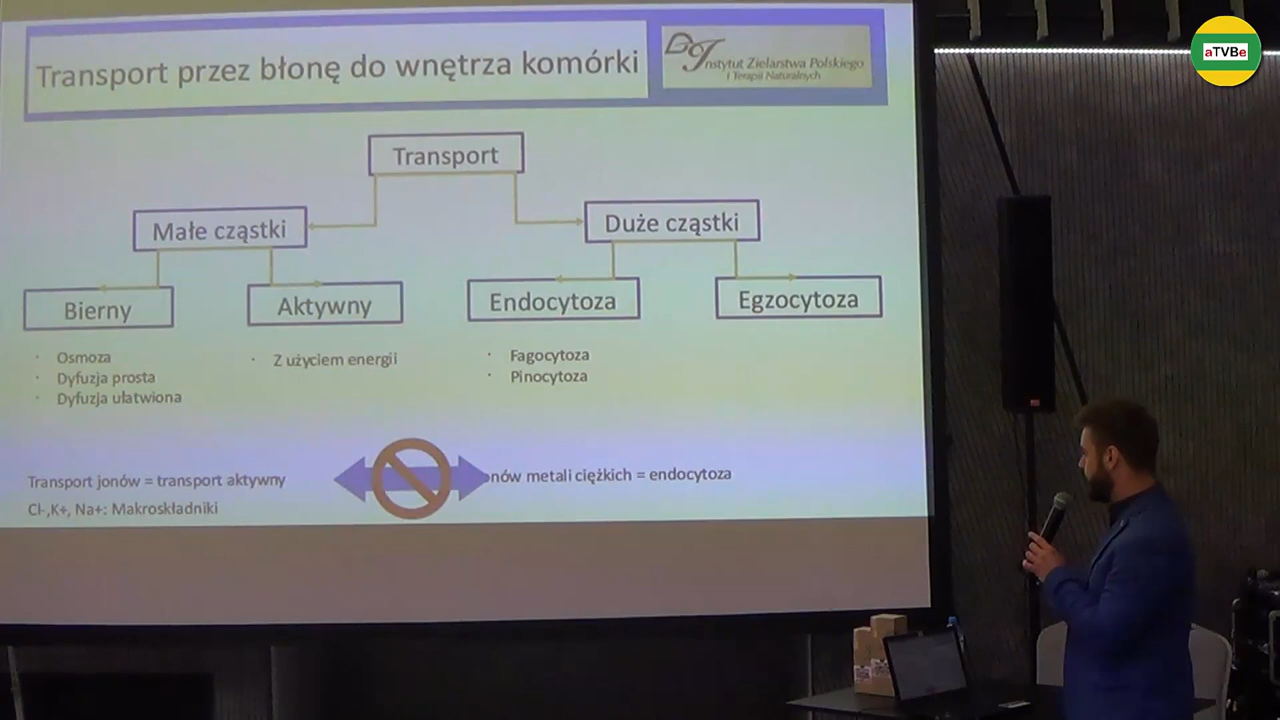 Transport przez błonę do wnętrza komórki
Instytut Zielarstwa Polskiego
i Terapii Naturalnych
aTVBe
Transport
Małe cząstki
Duże cząstki
Bierny
Aktywny
Endocytoza
Egzocytoza
Osmoza
Dyfuzja prosta
Dyfuzja ułatwiona
Z użyciem energii
Fagocytoza
Pinocytoza
Transport jonów = transport aktywny
onów metali ciężkich = endocytoza
Cl-,K+, Na+: Makroskładniki